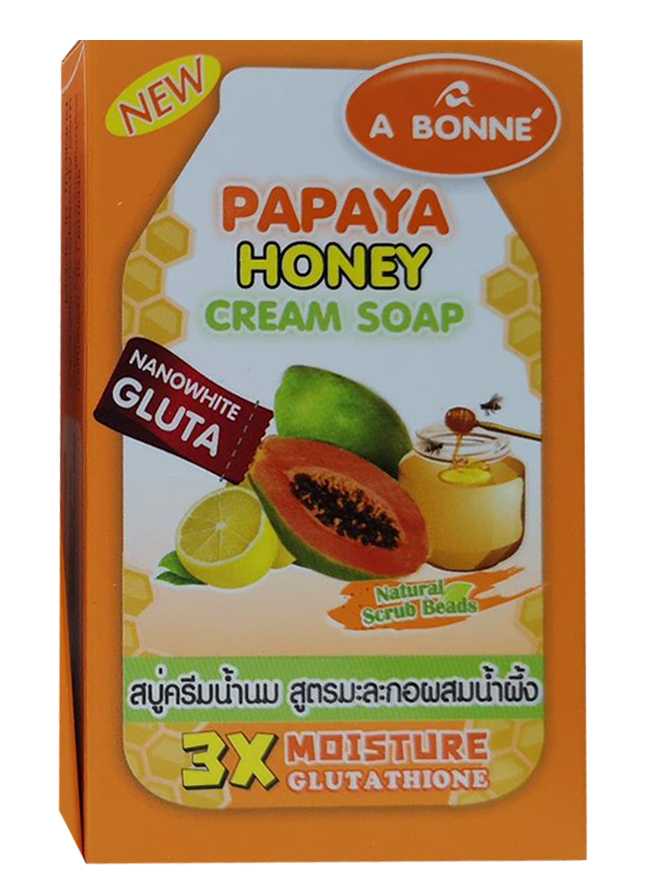 NEW
A BONNÉ
PAPAYA
HONEY
CREAM SOAP
NANOWHITE
GLUTA
Natural
Scrub Beads
สบู่ครีมน้ำนม สูตรมะละกอผสมน้ำผึ้ง
3X MOISTURE
GLUTATHIONE